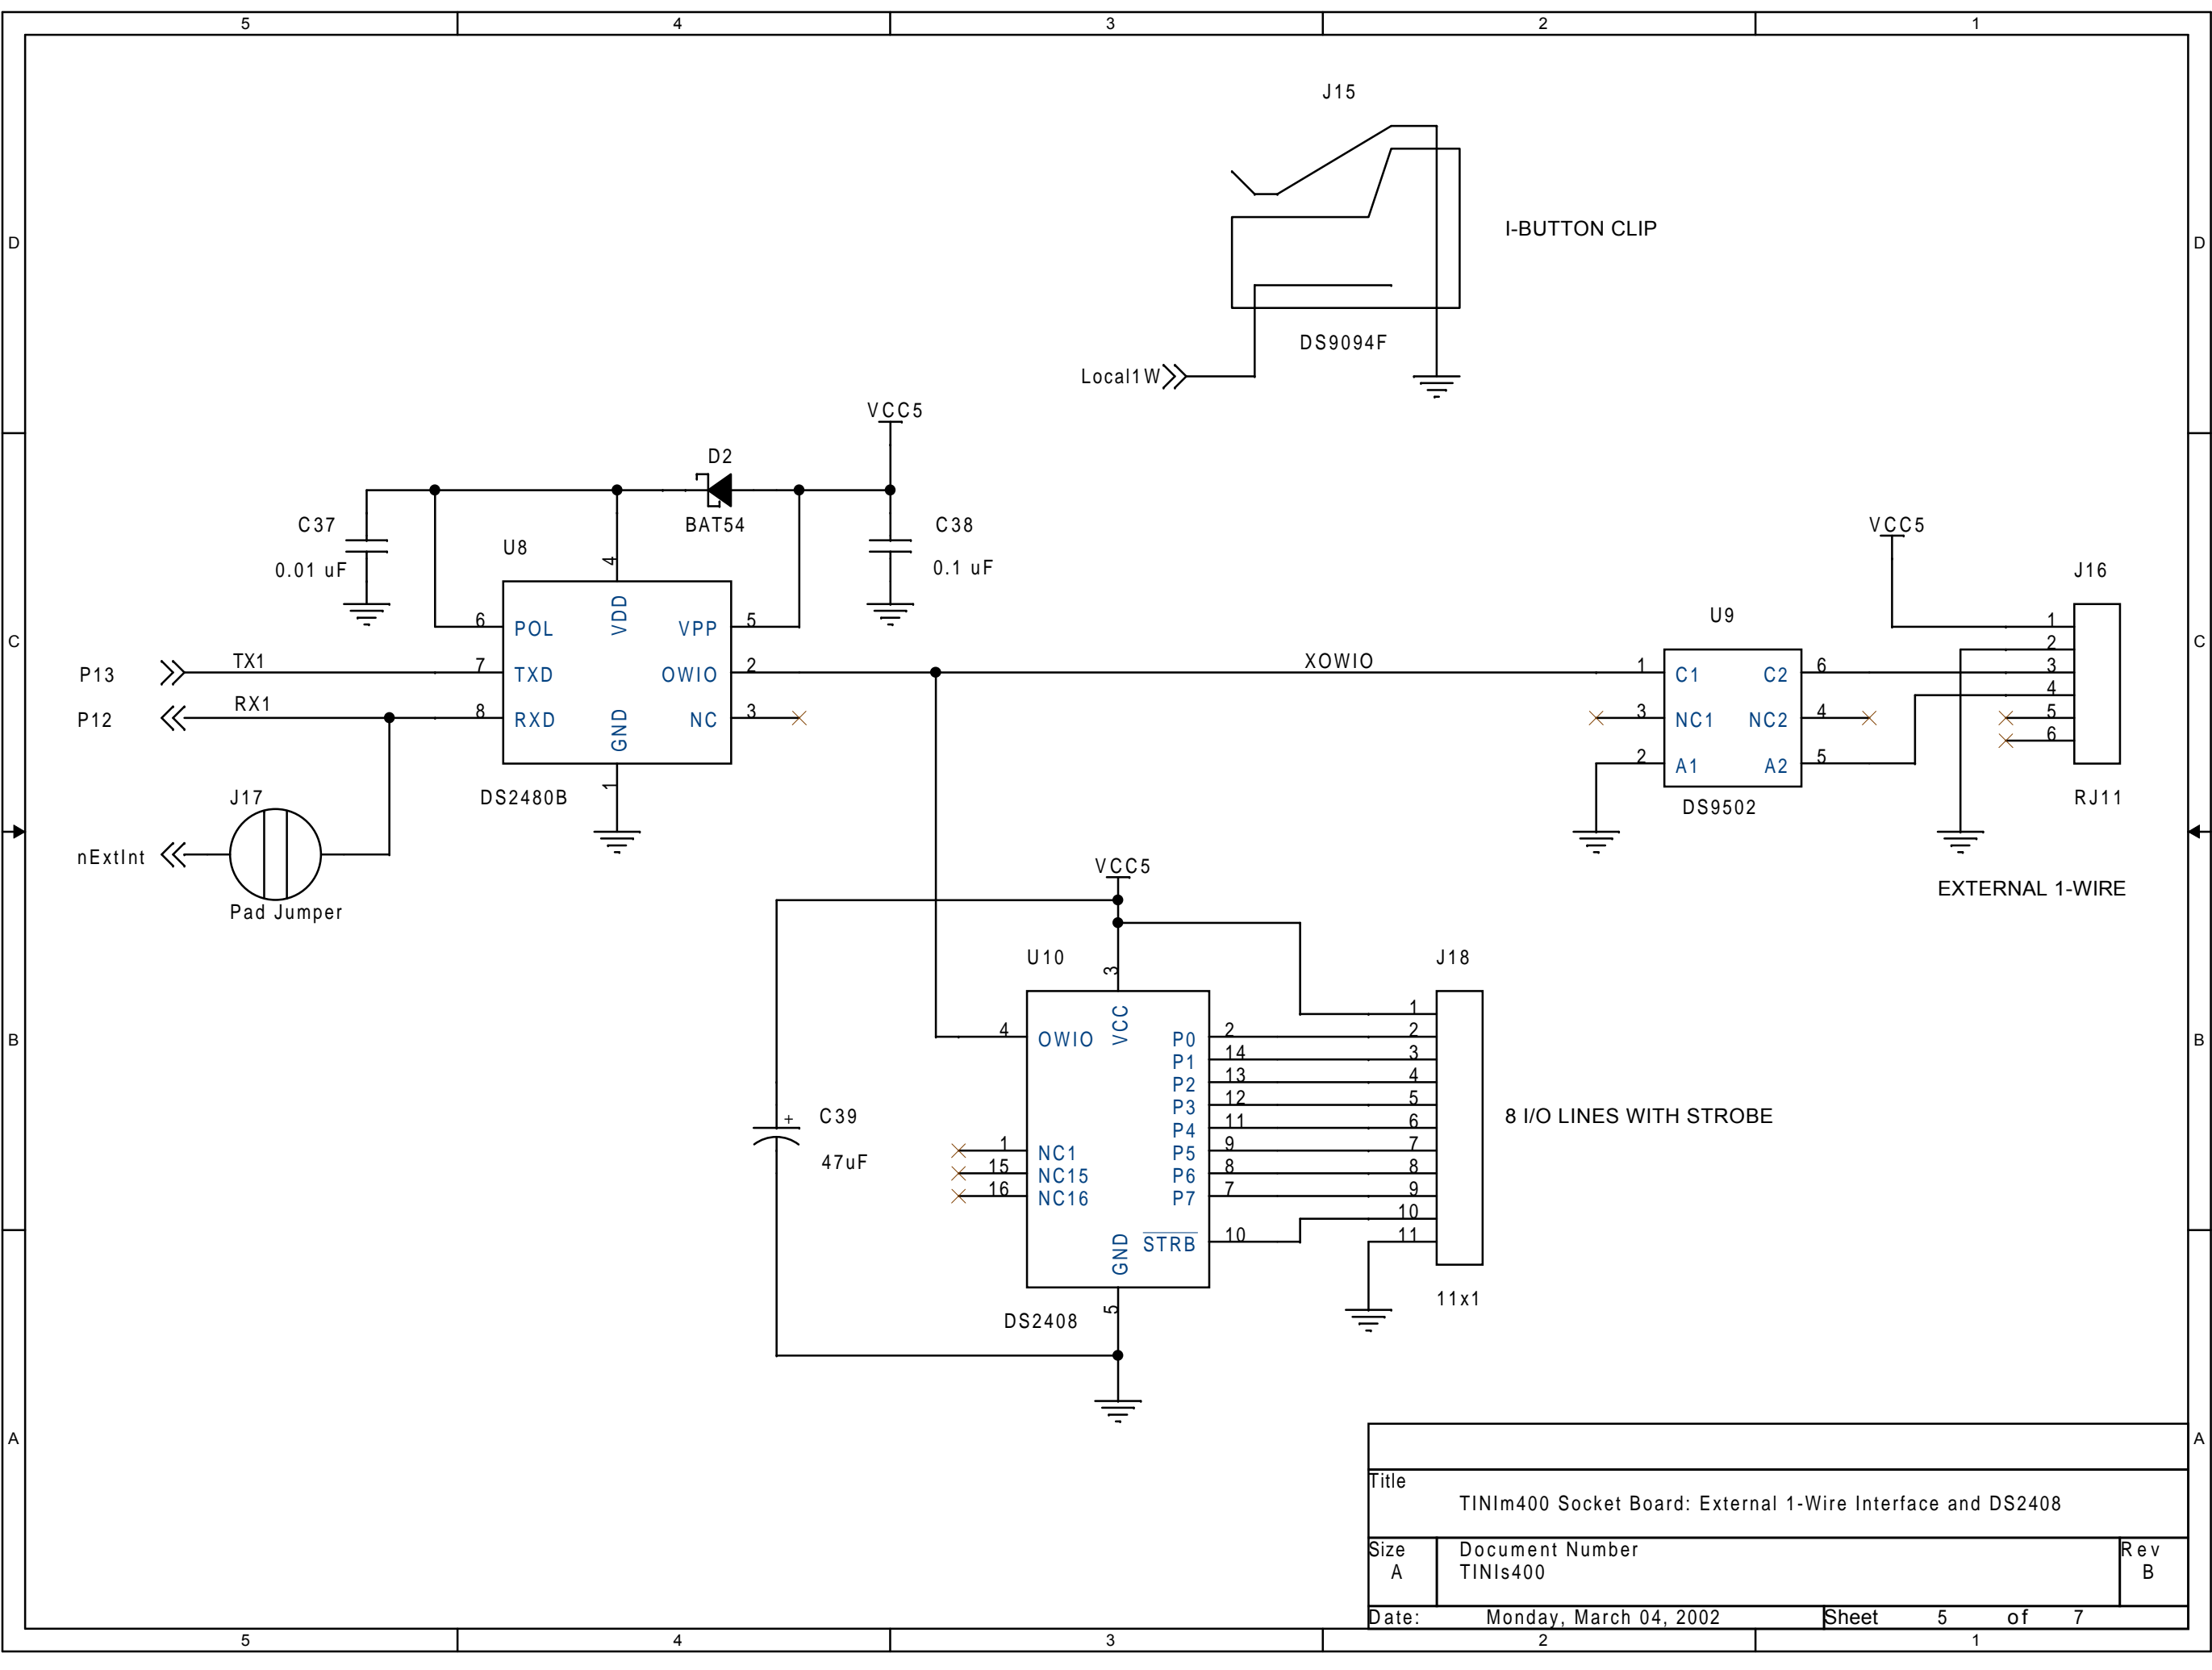 5 4 3 2 1
J15
D D
I-BUTTON CLIP
DS9094F
Local1W
VCC5
D2
BAT54
C37
0.01 uF
C38
0.1 uF
U8
4
VDD
6 POL
VPP 5
P13 TX1 7 TXD
OWIO 2
P12 RX1 8 RXD
NC 3
GND
1
DS2480B
J17
nExtInt
Pad Jumper
XOWIO
C C
VCC5
J16
U9
1 C1 C2 6
3 NC1 NC2 4
2 A1 A2 5
DS9502
1
2
3
4
5
6
RJ11
EXTERNAL 1-WIRE
VCC5
U10
3
VCC
J18
B B
4 OWIO
1
P0 2 2
P1 14 3
P2 13 4
P3 12 5
P4 11 6
P5 9 7
P6 8 8
P7 7 9
10
STRB 10 11
1 NC1
15 NC15
16 NC16
GND
5
DS2408
+ C39
47uF
8 I/O LINES WITH STROBE
11x1
A A
Title
TINIm400 Socket Board: External 1-Wire Interface and DS2408
Size
A
Document Number
TINIs400
Rev
B
Date: Monday, March 04, 2002 Sheet 5 of 7
5 4 3 2 1